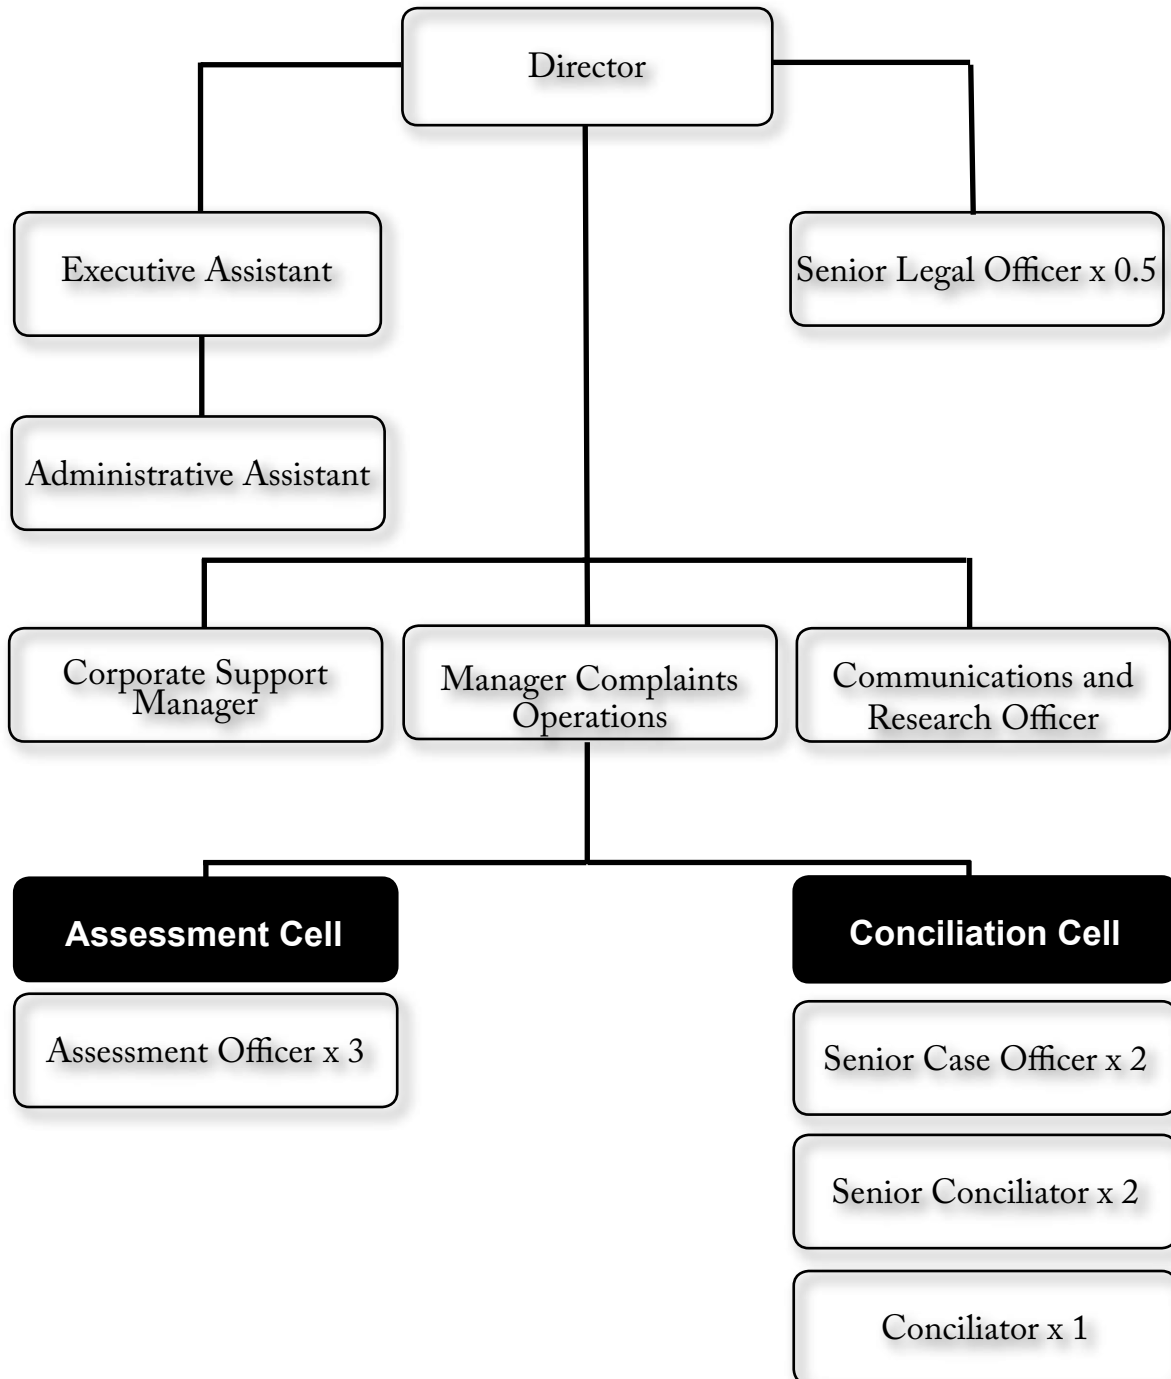 Director
Executive Assistant
Senior Legal Officer x 0.5
Administrative Assistant
Corporate Support
Manager
Manager Complaints
Operations
Communications and
Research Officer
Assessment Cell
Conciliation Cell
Assessment Officer x 3
Senior Case Officer x 2
Senior Conciliator x 2
Conciliator x 1